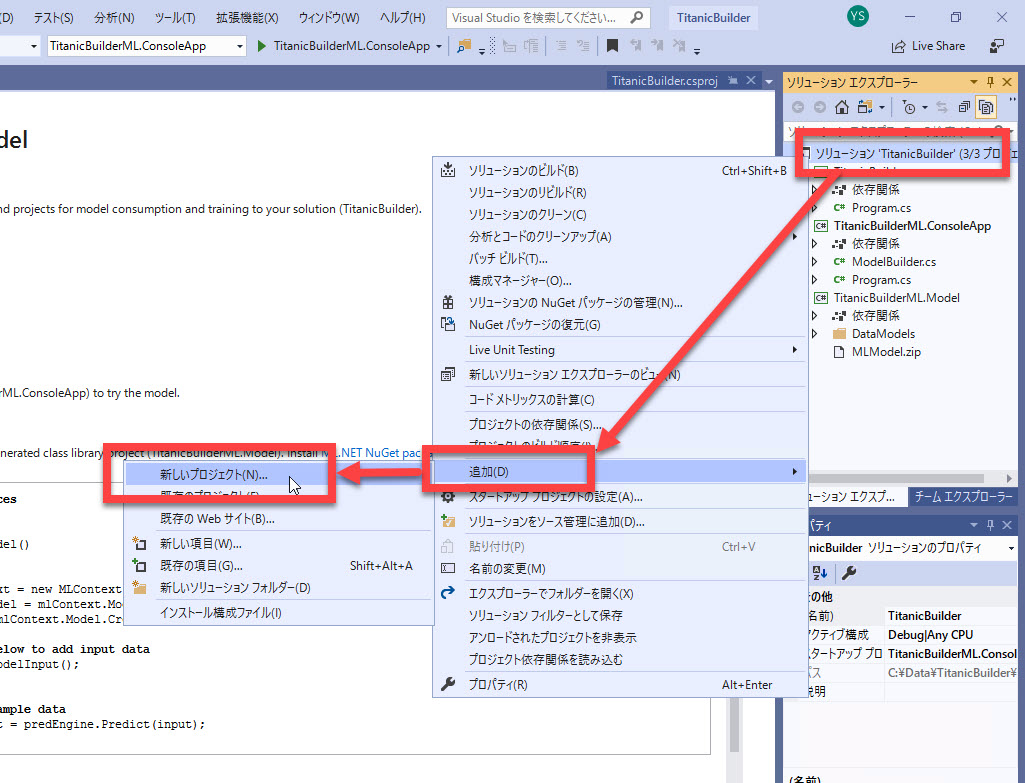 (D) テスト(S) 分析(N) ツール(T) 拡張機能(X) ウィンドウ(W) ヘルプ(H) Visual Studio を検索してください... TitanicBuilder YS
TitanicBuilderML.ConsoleApp TitanicBuilderML.ConsoleApp Live Share
TitanicBuilder.csproj
del
nd projects for model consumption and training to your solution (TitanicBuilder).
erML.ConsoleApp) to try the model.
nerated class library project (TitanicBuilderML.Model). Install ML.NET NuGet pack
ces
del()
xt = new MLContext
del = mlContext.Mo
mlContext.Model.Cr
elow to add input data
odelInput();
ample data
t = predEngine.Predict(input);
ソリューションのビルド(B) Ctrl+Shift+B
ソリューションのリビルド(R)
ソリューションのクリーン(C)
分析とコードのクリーンアップ(A)
バッチ ビルド(T)...
構成マネージャー(O)...
ソリューションの NuGet パッケージの管理(N)...
NuGet パッケージの復元(G)
Live Unit Testing
新しいソリューション エクスプローラーのビュー(N)
コード メトリックスの計算(C)
プロジェクトの依存関係(S)...
プロジェクトのビルド順序(I)...
追加(D)
スタートアップ プロジェクトの設定(A)...
ソリューションをソース管理に追加(D)...
貼り付け(P) Ctrl+V
名前の変更(M)
エクスプローラーでフォルダーを開く(X)
ソリューション フィルターとして保存
アンロードされたプロジェクトを非表示
プロジェクト依存関係を読み込む
プロパティ(R) Alt+Enter
新しいプロジェクト(N)...
既存のプロジェクト(E)...
既存の Web サイト(B)...
新しい項目(W)...
既存の項目(G)... Shift+Alt+A
新しいソリューション フォルダー(D)
インストール構成ファイル(I)
ソリューション エクスプローラー
ソリューション 'TitanicBuilder' (3/3 プロジェ
TitanicBuilder
依存関係
C# Program.cs
C# TitanicBuilderML.ConsoleApp
依存関係
C# ModelBuilder.cs
C# Program.cs
C# TitanicBuilderML.Model
依存関係
DataModels
MLModel.zip
ーション エクスプ... チーム エクスプローラー
パティ
nicBuilder ソリューションのプロパティ
の他
名前) TitanicBuilder
アクティブ構成 Debug|Any CPU
スタートアップ プロ TitanicBuilderML.Consol
パス C:¥Data¥TitanicBuilder¥
説明
(名前)